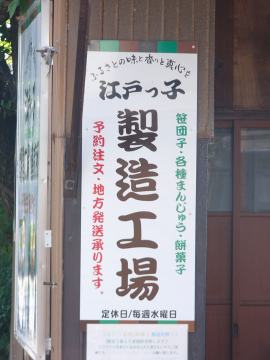 ふるさとの味と香りと真心を
江戸っ子
製造工場
笹団子・各種まんじゅう・餅菓子
予約注文・地方発送承ります。
定休日/毎週水曜日